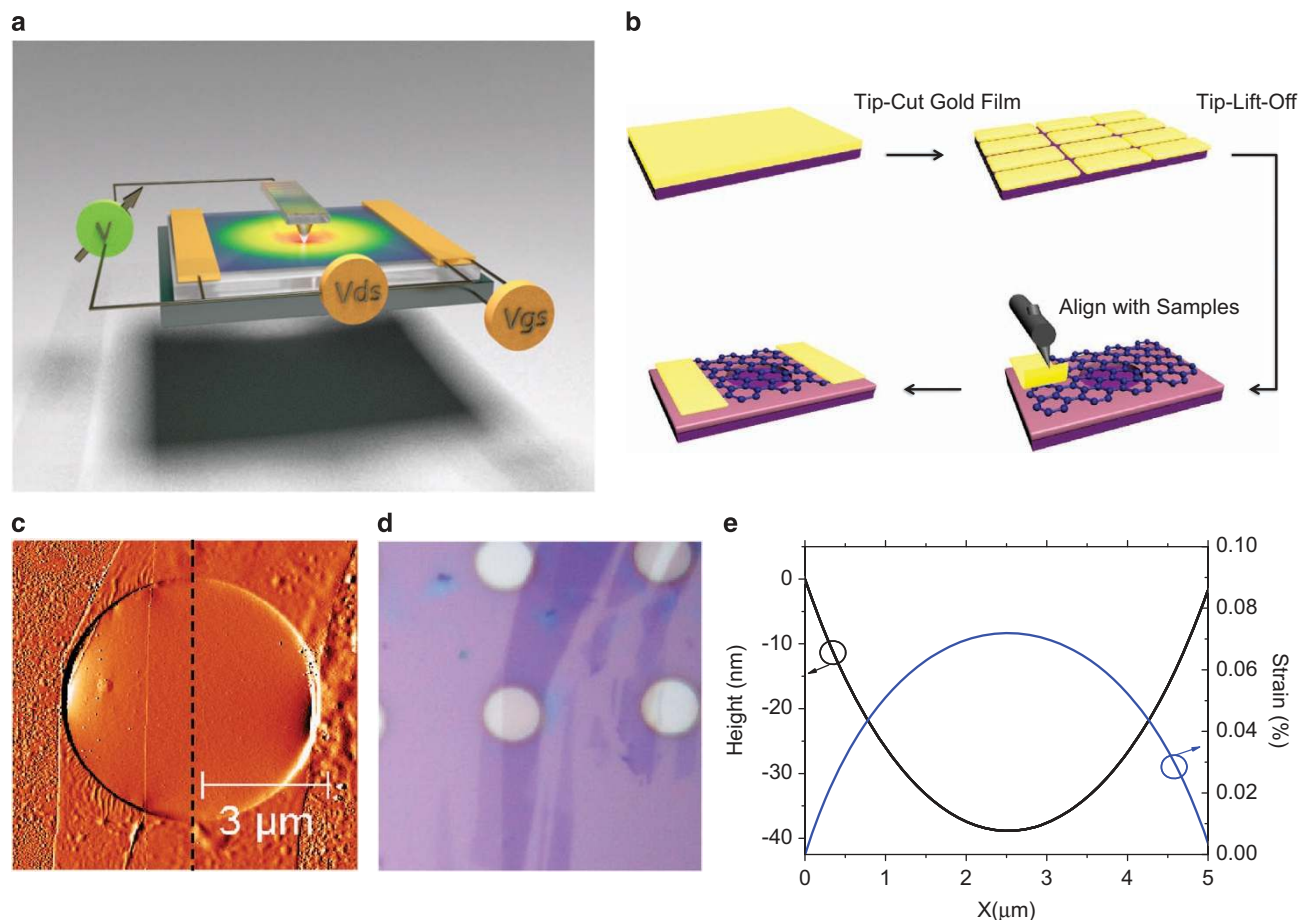 a
V
Vds
Vgs
b
Tip-Cut Gold Film
Tip-Lift-Off
Align with Samples
c
3 μm
d
e
Height (nm)
0
-10
-20
-30
-40
0.10
0.08
0.06
0.04
0.02
0.00
Strain (%)
0 1 2 3 4 5
X(μm)